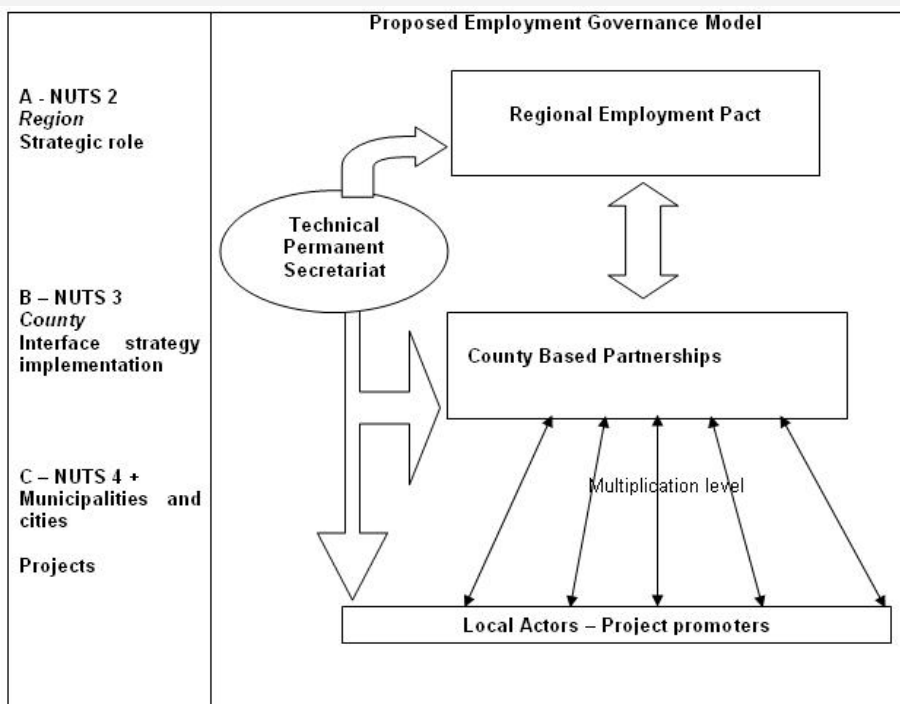 Proposed Employment Governance Model
A - NUTS 2
Region
Strategic role
Regional Employment Pact
Technical
Permanent
Secretariat
B – NUTS 3
County
Interface strategy
implementation
County Based Partnerships
C – NUTS 4 +
Municipalities and
cities
Projects
Multiplication level
Local Actors – Project promoters